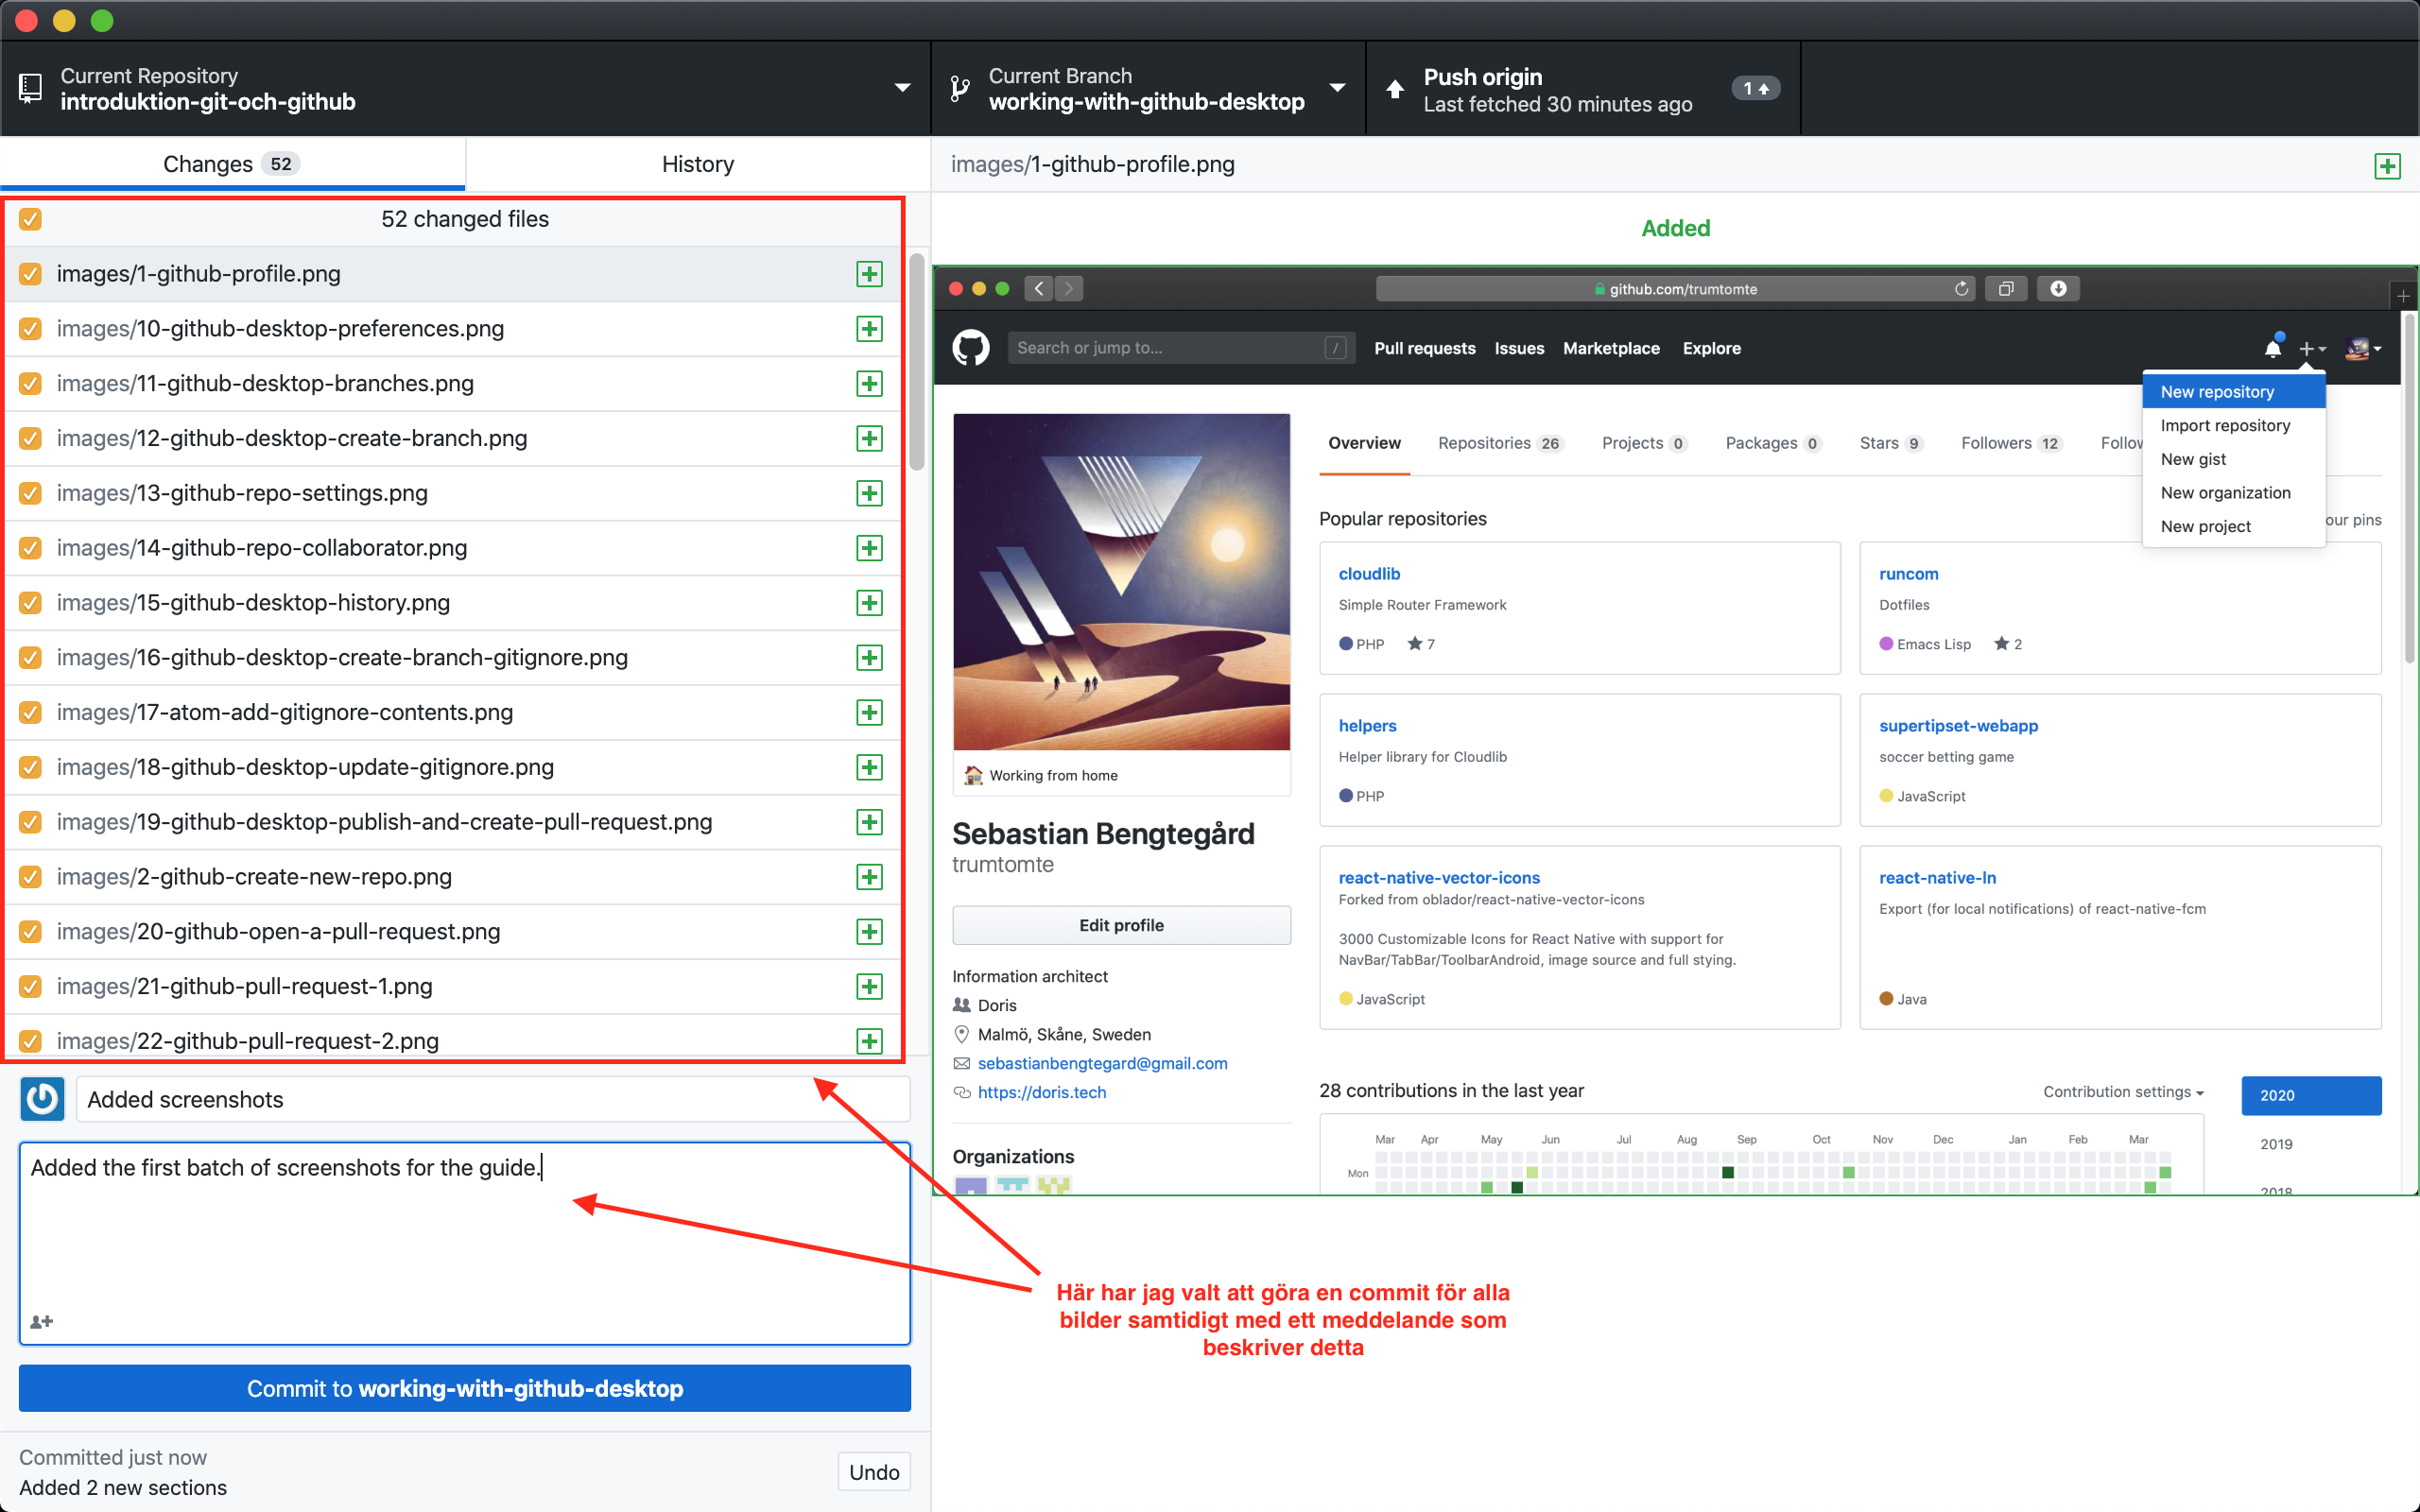 Current Repository
introduktion-git-och-github
Current Branch
working-with-github-desktop
Push origin
Last fetched 30 minutes ago
1
Changes 52
History
52 changed files
images/1-github-profile.png
images/10-github-desktop-preferences.png
images/11-github-desktop-branches.png
images/12-github-desktop-create-branch.png
images/13-github-repo-settings.png
images/14-github-repo-collaborator.png
images/15-github-desktop-history.png
images/16-github-desktop-create-branch-gitignore.png
images/17-atom-add-gitignore-contents.png
images/18-github-desktop-update-gitignore.png
images/19-github-desktop-publish-and-create-pull-request.png
images/2-github-create-new-repo.png
images/20-github-open-a-pull-request.png
images/21-github-pull-request-1.png
images/22-github-pull-request-2.png
Added screenshots
Added the first batch of screenshots for the guide.
Commit to working-with-github-desktop
Committed just now
Added 2 new sections
Undo
images/1-github-profile.png
Added
github.com/trumtomte
Search or jump to... /
Pull requests Issues Marketplace Explore
New repository
Import repository
New gist
New organization
New project
Overview Repositories 26 Projects 0 Packages 0 Stars 9 Followers 12 Follow
Popular repositories
our pins
cloudlib
Simple Router Framework
PHP 7
runcom
Dotfiles
Emacs Lisp 2
helpers
Helper library for Cloudlib
PHP
supertipset-webapp
soccer betting game
JavaScript
react-native-vector-icons
Forked from oblador/react-native-vector-icons
3000 Customizable Icons for React Native with support for
NavBar/TabBar/ToolbarAndroid, image source and full stying.
JavaScript
react-native-ln
Export (for local notifications) of react-native-fcm
Java
Working from home
Sebastian Bengtegård
trumtomte
Edit profile
Information architect
Doris
Malmö, Skåne, Sweden
sebastianbengtegard@gmail.com
https://doris.tech
Organizations
28 contributions in the last year
Contribution settings
2020
2019
2018
Mar Apr May Jun Jul Aug Sep Oct Nov Dec Jan Feb Mar
Mon
Här har jag valt att göra en commit för alla
bilder samtidigt med ett meddelande som
beskriver detta